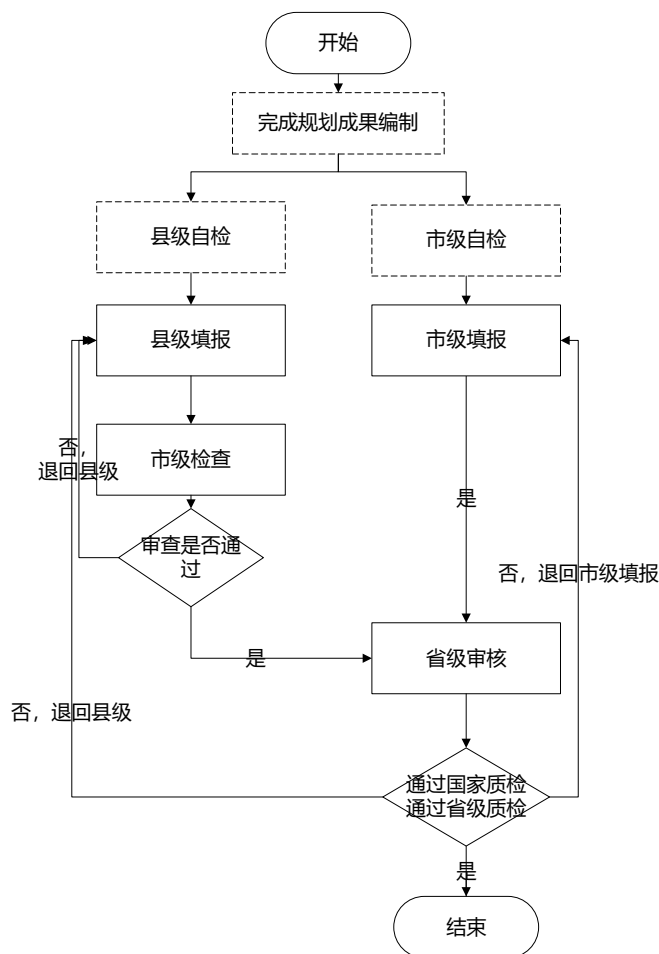 开始
完成规划成果编制
县级自检
市级自检
县级填报
市级填报
否，
退回县级
市级检查
是
审查是否通
过
否，退回市级填报
是
省级审核
否，退回县级
通过国家质检
通过省级质检
是
结束